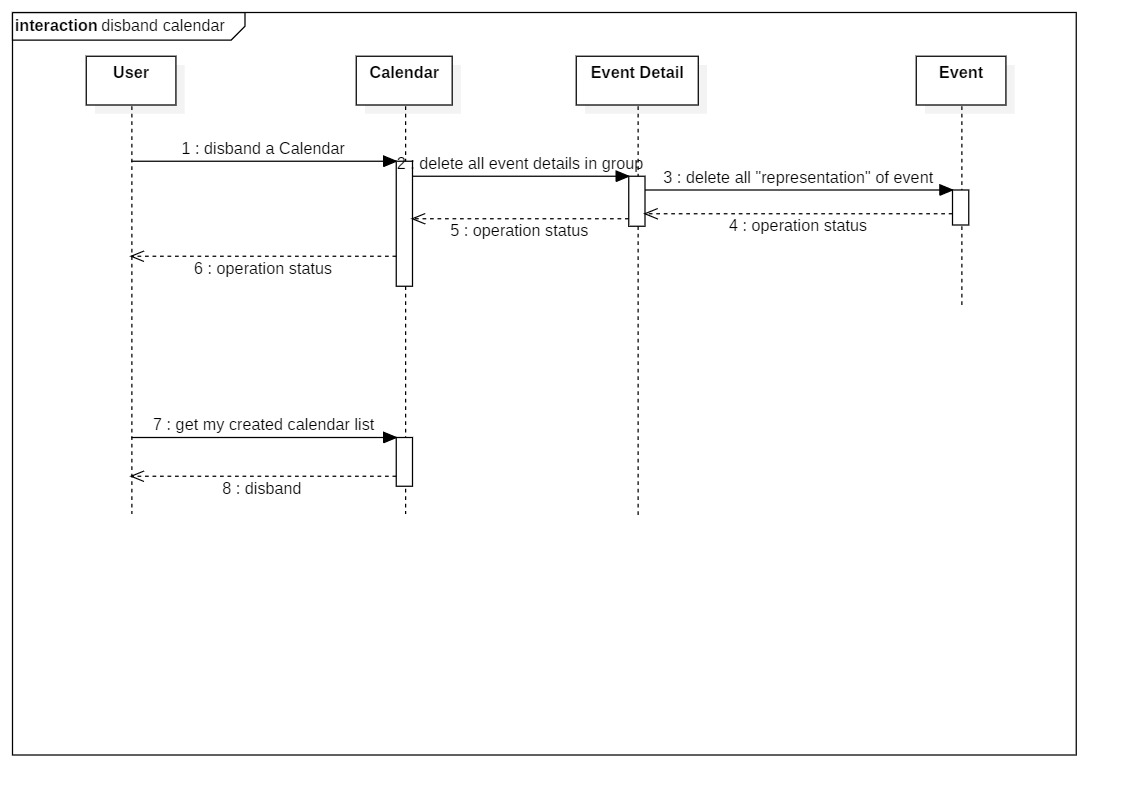 interaction disband calendar
User
Calendar
Event Detail
Event
1 : disband a Calendar
2 : delete all event details in group
3 : delete all "representation" of event
4 : operation status
5 : operation status
6 : operation status
7 : get my created calendar list
8 : disband